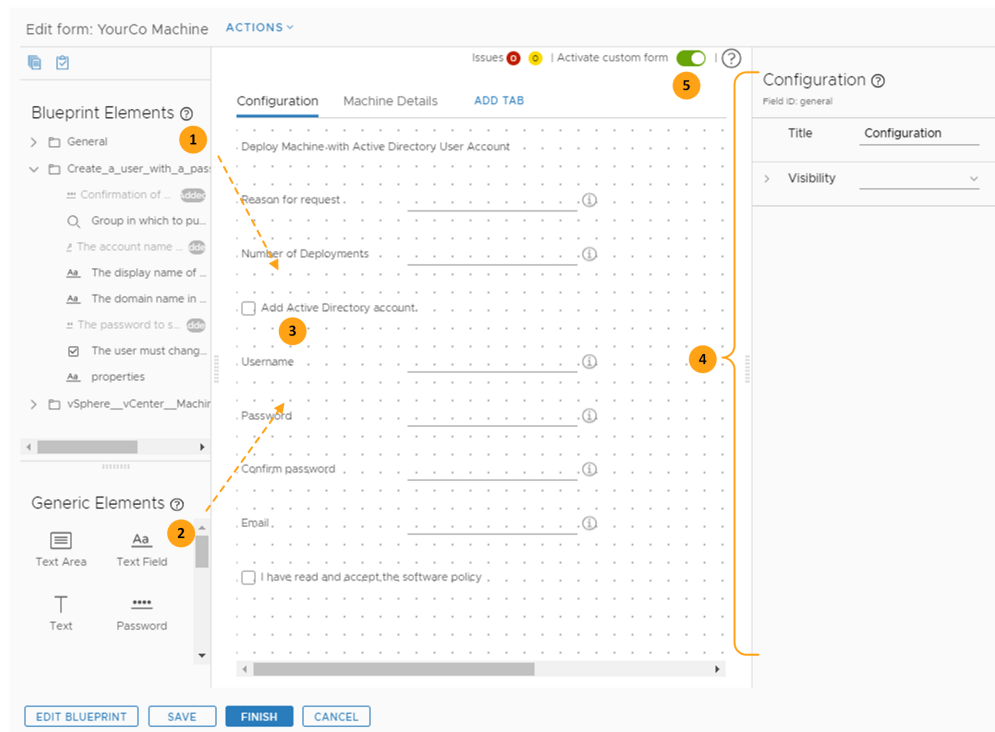 Edit form: YourCo Machine
ACTIONS
Issues 0 0 | Activate custom form |
5
Blueprint Elements
1
General
Create_a_user_with_a_pass
Confirmation of ...
Group in which to pu...
The account name ...
The display name of ...
The domain name in ...
The password to s...
The user must chang...
properties
vSphere__vCenter__Machin
Generic Elements
2
Text Area
Aa Text Field
Text
Password
Configuration
Machine Details
ADD TAB
Deploy Machine with Active Directory User Account
Reason for request
Number of Deployments
Add Active Directory account.
3
Username
Password
Confirm password
Email
I have read and accept the software policy
4
Configuration
Field ID: general
Title Configuration
Visibility
EDIT BLUEPRINT
SAVE
FINISH
CANCEL